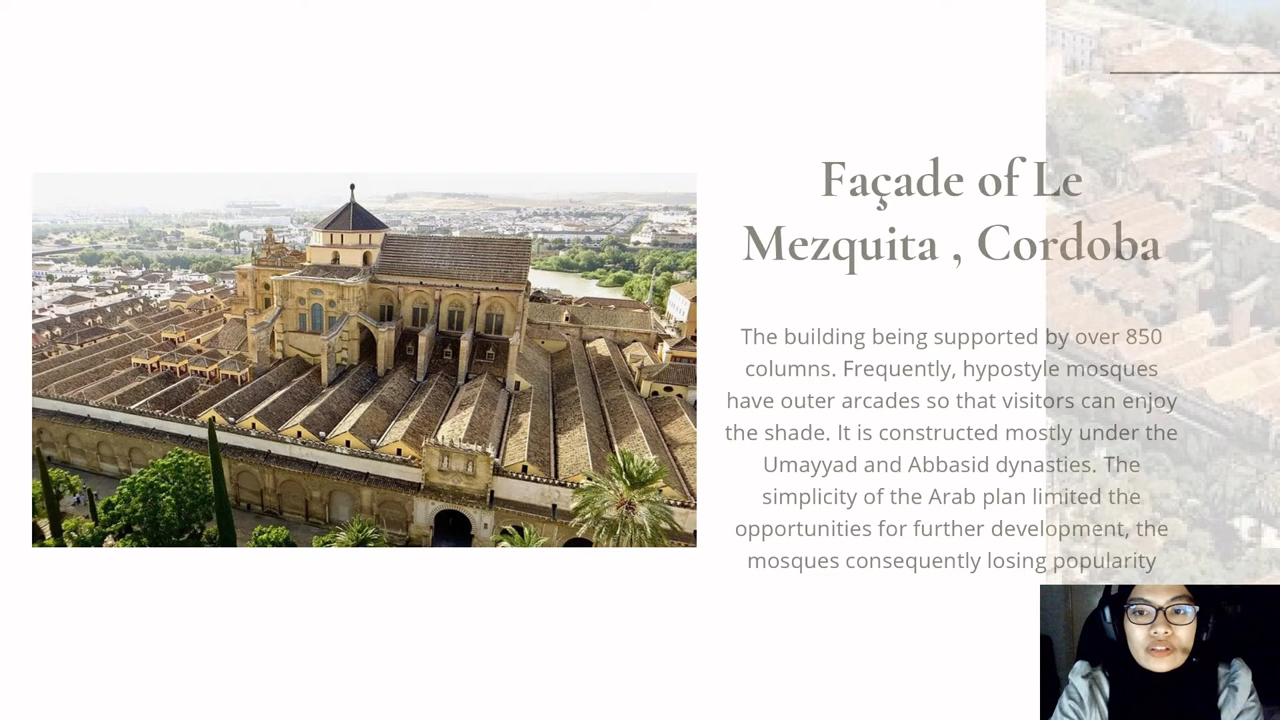 Façade of Le
Mezquita , Cordoba
The building being supported by over 850
columns. Frequently, hypostyle mosques
have outer arcades so that visitors can enjoy
the shade. It is constructed mostly under the
Umayyad and Abbasid dynasties. The
simplicity of the Arab plan limited the
opportunities for further development, the
mosques consequently losing popularity